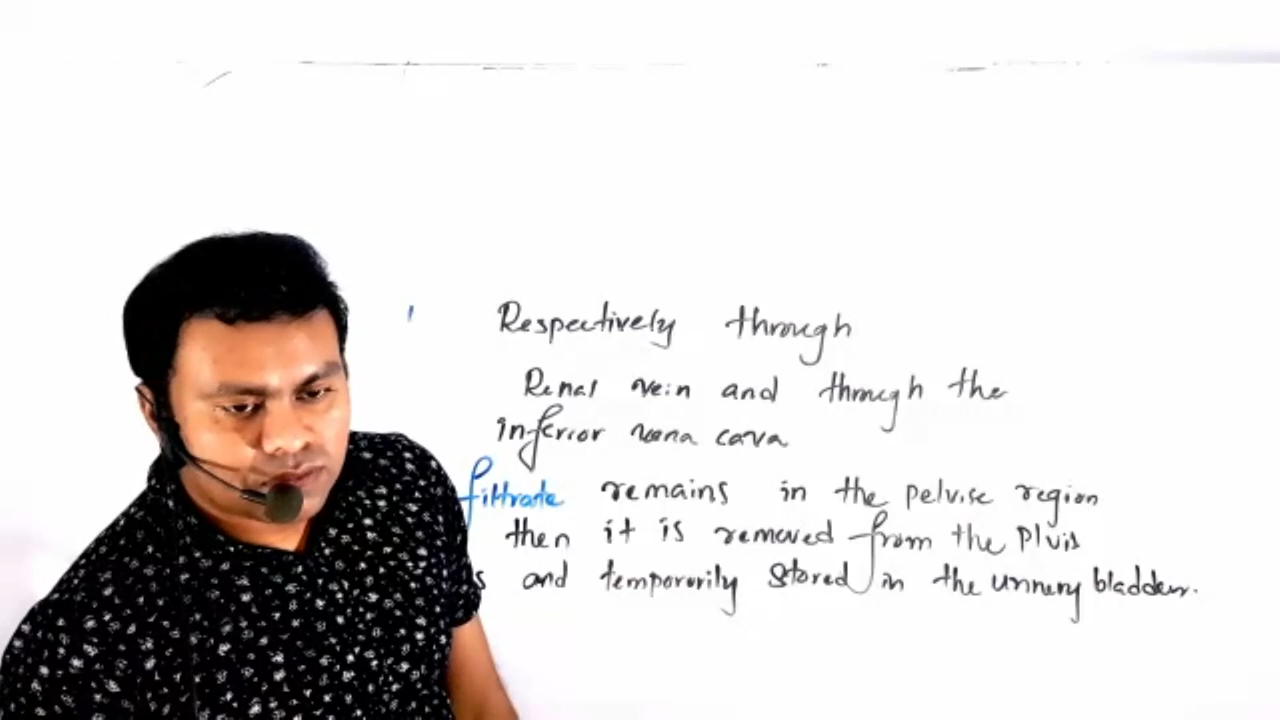 Respectively through
Renal vein and through the
inferior vena cava
filtrate remains in the pelvise region
then it is removed from the Plvis
s and temporarily stored in the urinery bladder.